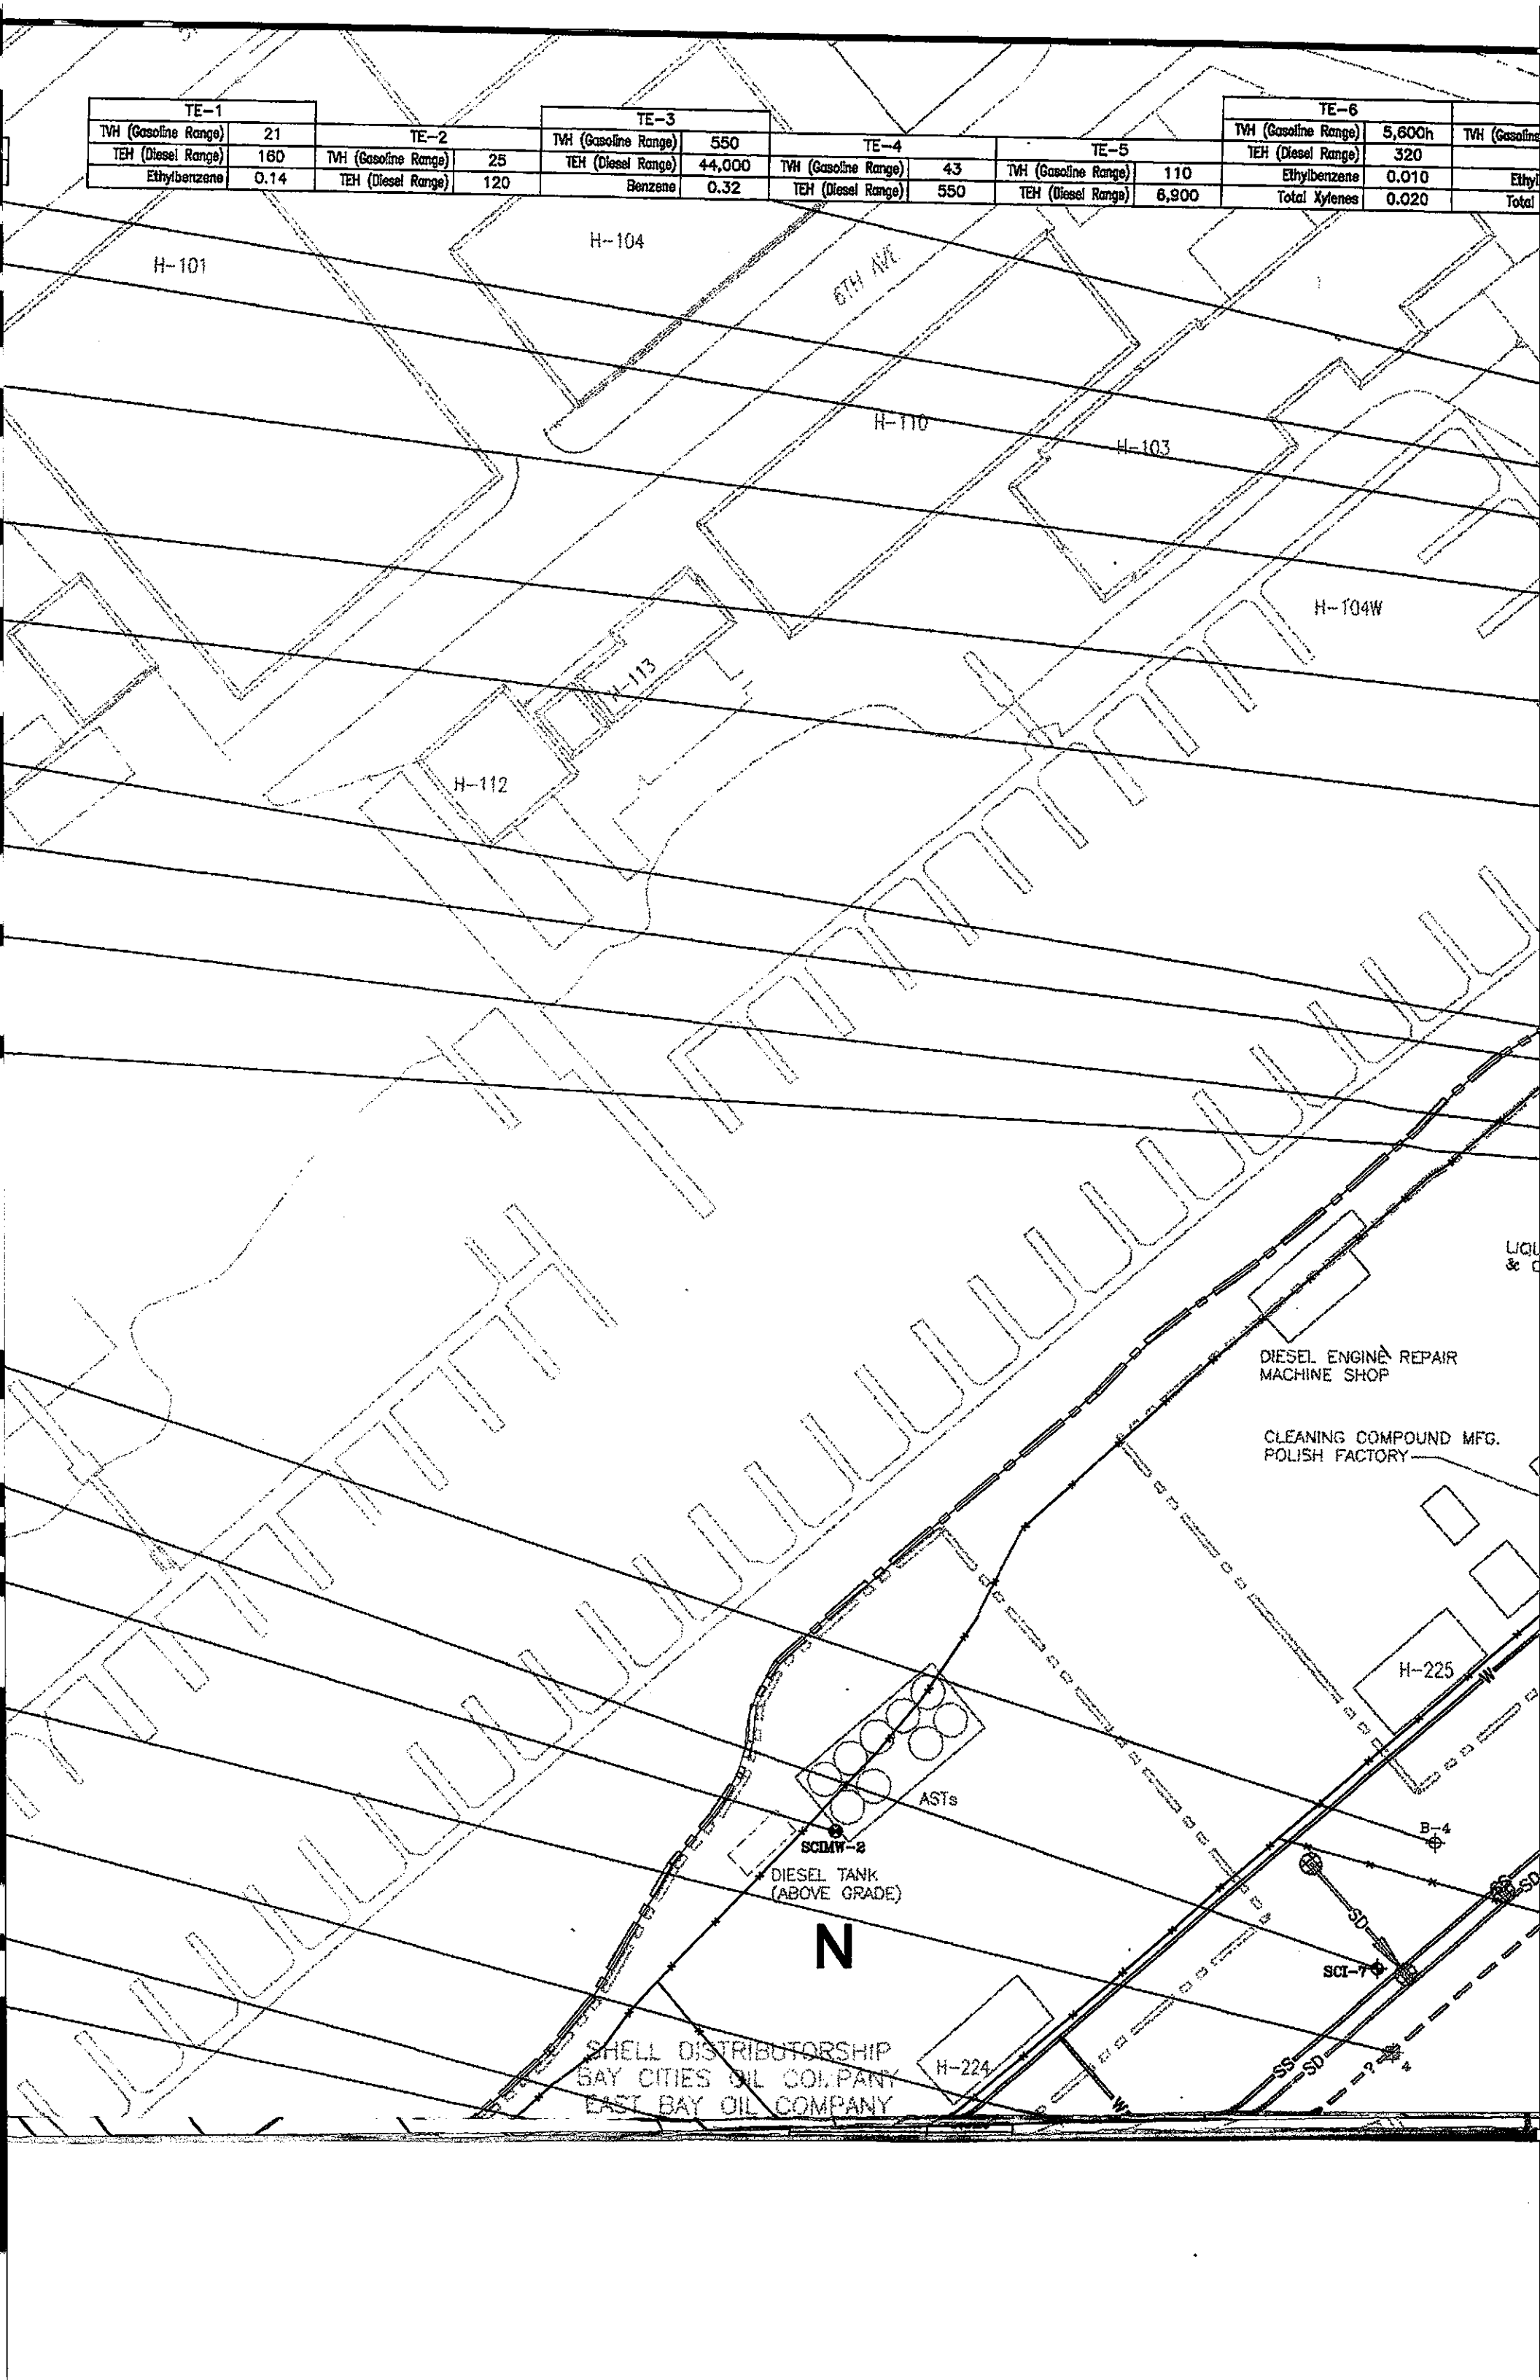 TE-1
TVH (Gasoline Range) 21
TEH (Diesel Range) 160
Ethylbenzene 0.14
TE-2
TVH (Gasoline Range) 25
TEH (Diesel Range) 120
TE-3
TVH (Gasoline Range) 550
TEH (Diesel Range) 44,000
Benzene 0.32
TE-4
TVH (Gasoline Range) 43
TEH (Diesel Range) 550
TE-5
TVH (Gasoline Range) 110
TEH (Diesel Range) 6,900
TE-6
TVH (Gasoline Range) 5,600h
TEH (Diesel Range) 320
Ethylbenzene 0.010
Total Xylenes 0.020
TVH
Total
H-104
H-101
6TH AVE
H-110
H-103
H-104W
H-113
H-112
&
DIESEL ENGINE REPAIR
MACHINE SHOP
CLEANING COMPOUND MFG.
POLISH FACTORY
H-225
W
ASTs
B-4
SCIMW-2
DIESEL TANK
(ABOVE GRADE)
SS
SD
SD
N
SCI-7
SHELL DISTRIBUTORSHIP
BAY CITIES OIL COMPANY
EAST BAY OIL COMPANY
H-224
SS
SD
?
4
W